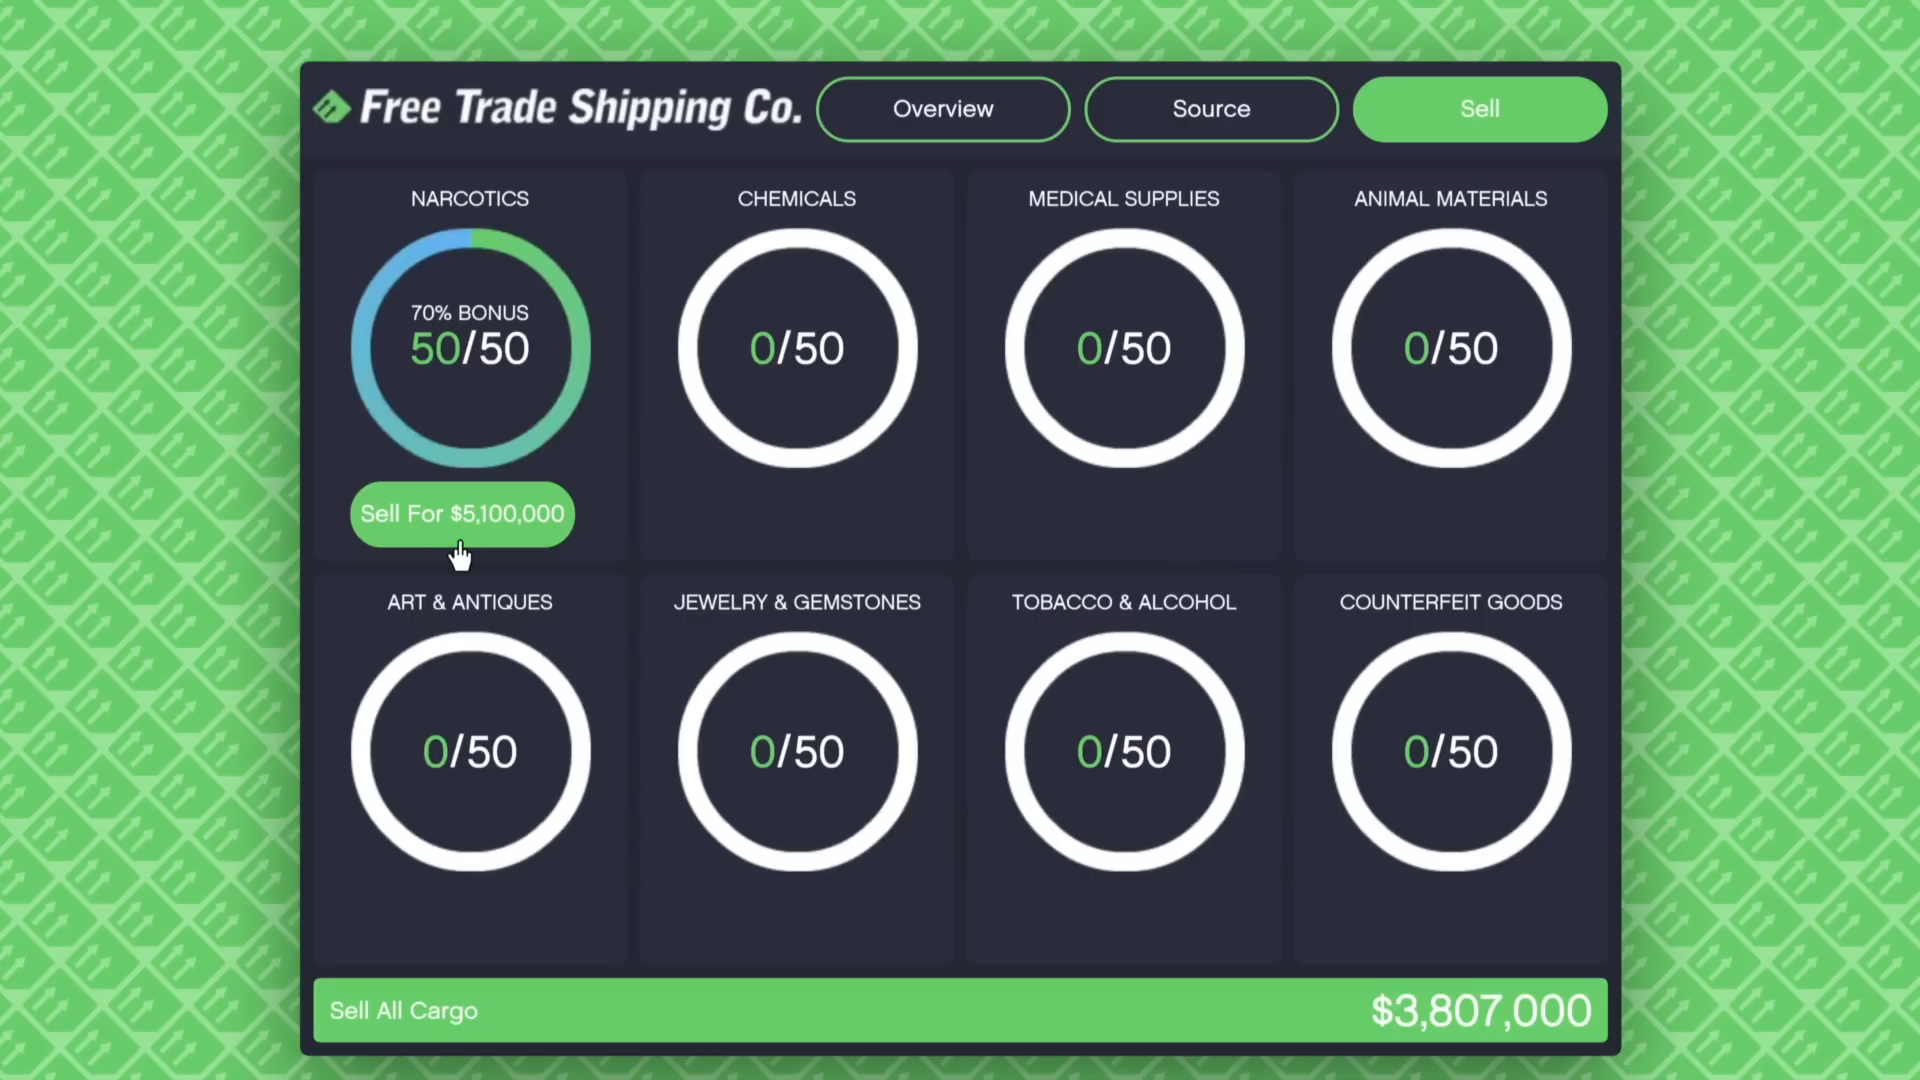 Free Trade Shipping Co.
Overview
Source
Sell
NARCOTICS
70% BONUS
50/50
Sell For $5,100,000
CHEMICALS
0/50
MEDICAL SUPPLIES
0/50
ANIMAL MATERIALS
0/50
ART & ANTIQUES
0/50
JEWELRY & GEMSTONES
0/50
TOBACCO & ALCOHOL
0/50
COUNTERFEIT GOODS
0/50
Sell All Cargo
$3,807,000